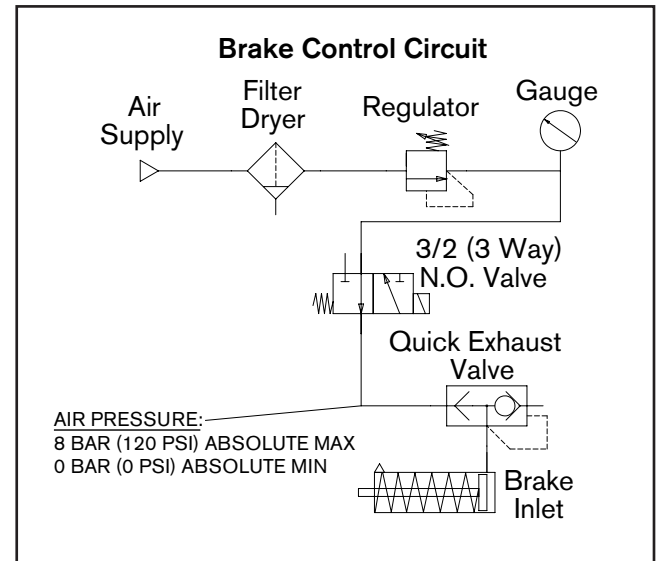 Brake Control Circuit
Air
Supply
Filter
Dryer
Regulator
Gauge
3/2 (3 Way)
N.O. Valve
Quick Exhaust
Valve
AIR PRESSURE:
8 BAR (120 PSI) ABSOLUTE MAX
0 BAR (0 PSI) ABSOLUTE MIN
Brake
Inlet